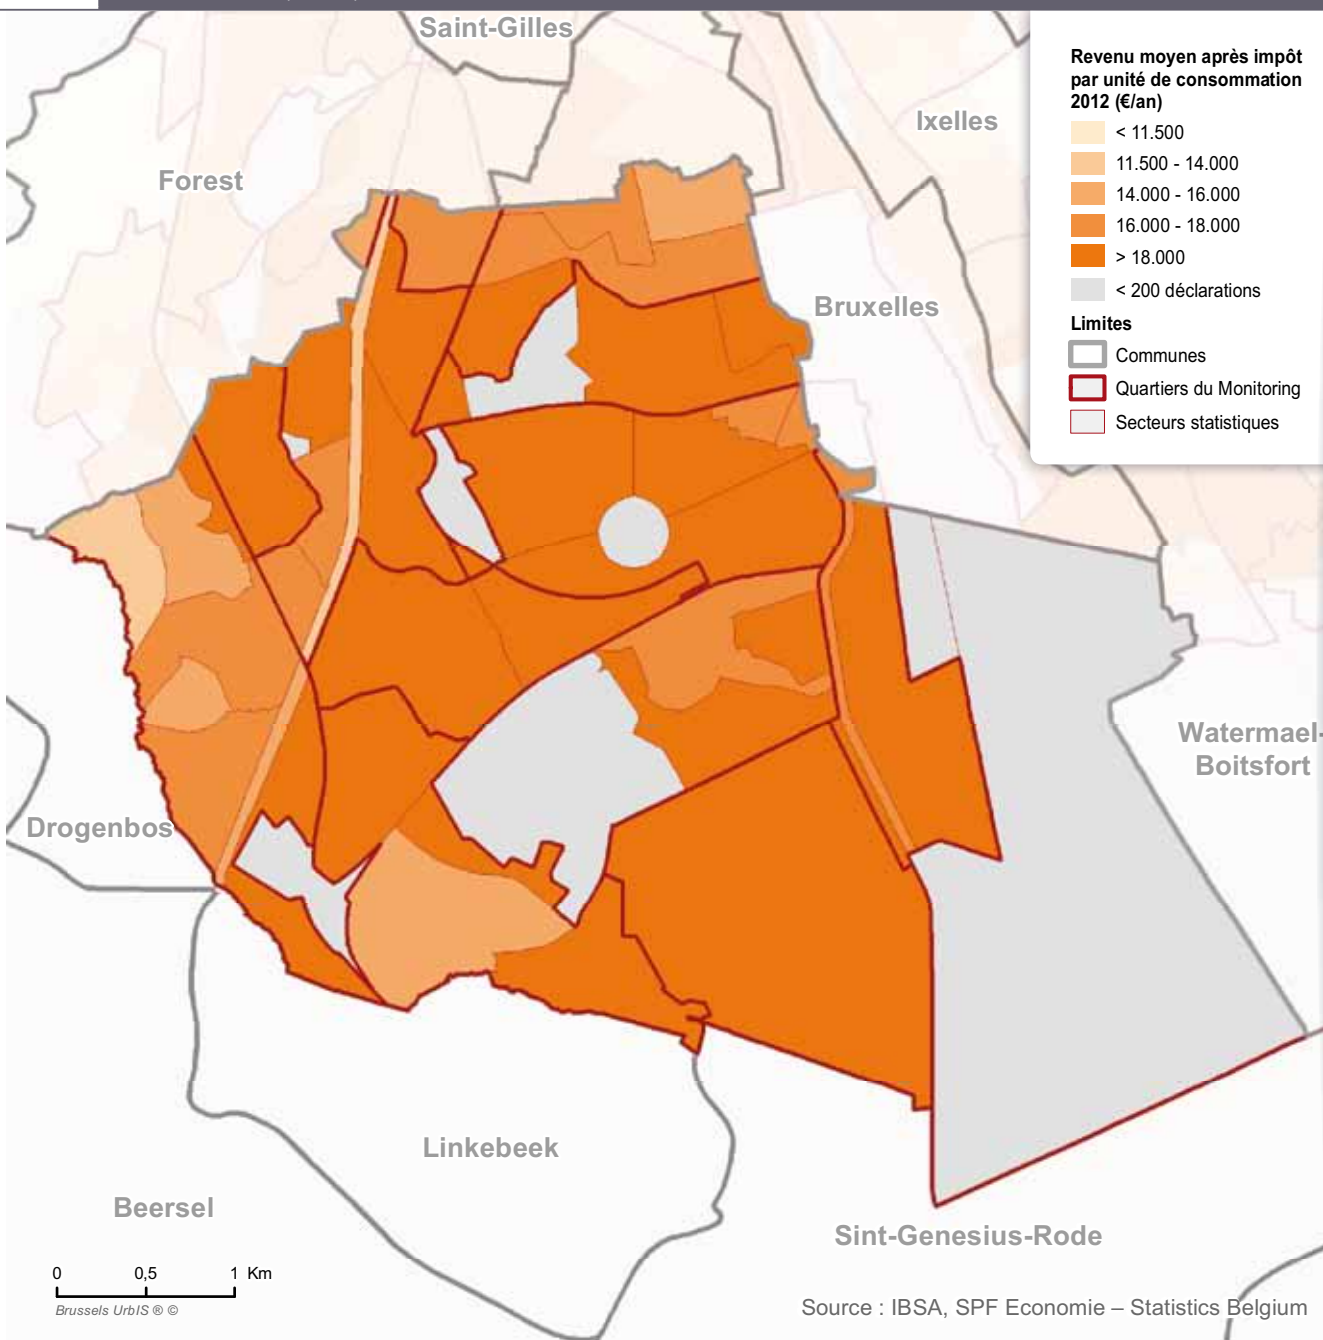 Saint-Gilles
Ixelles
Forest
Bruxelles
Revenu moyen après impôt
par unité de consommation
2012 (€/an)
< 11.500
11.500 - 14.000
14.000 - 16.000
16.000 - 18.000
> 18.000
< 200 déclarations
Limites
Communes
Quartiers du Monitoring
Secteurs statistiques
Watermael-
Boitsfort
Drogenbos
Linkebeek
Beersel
Sint-Genesius-Rode
0 0,5 1 Km
Brussels UrbIS ® ©
Source : IBSA, SPF Economie – Statistics Belgium